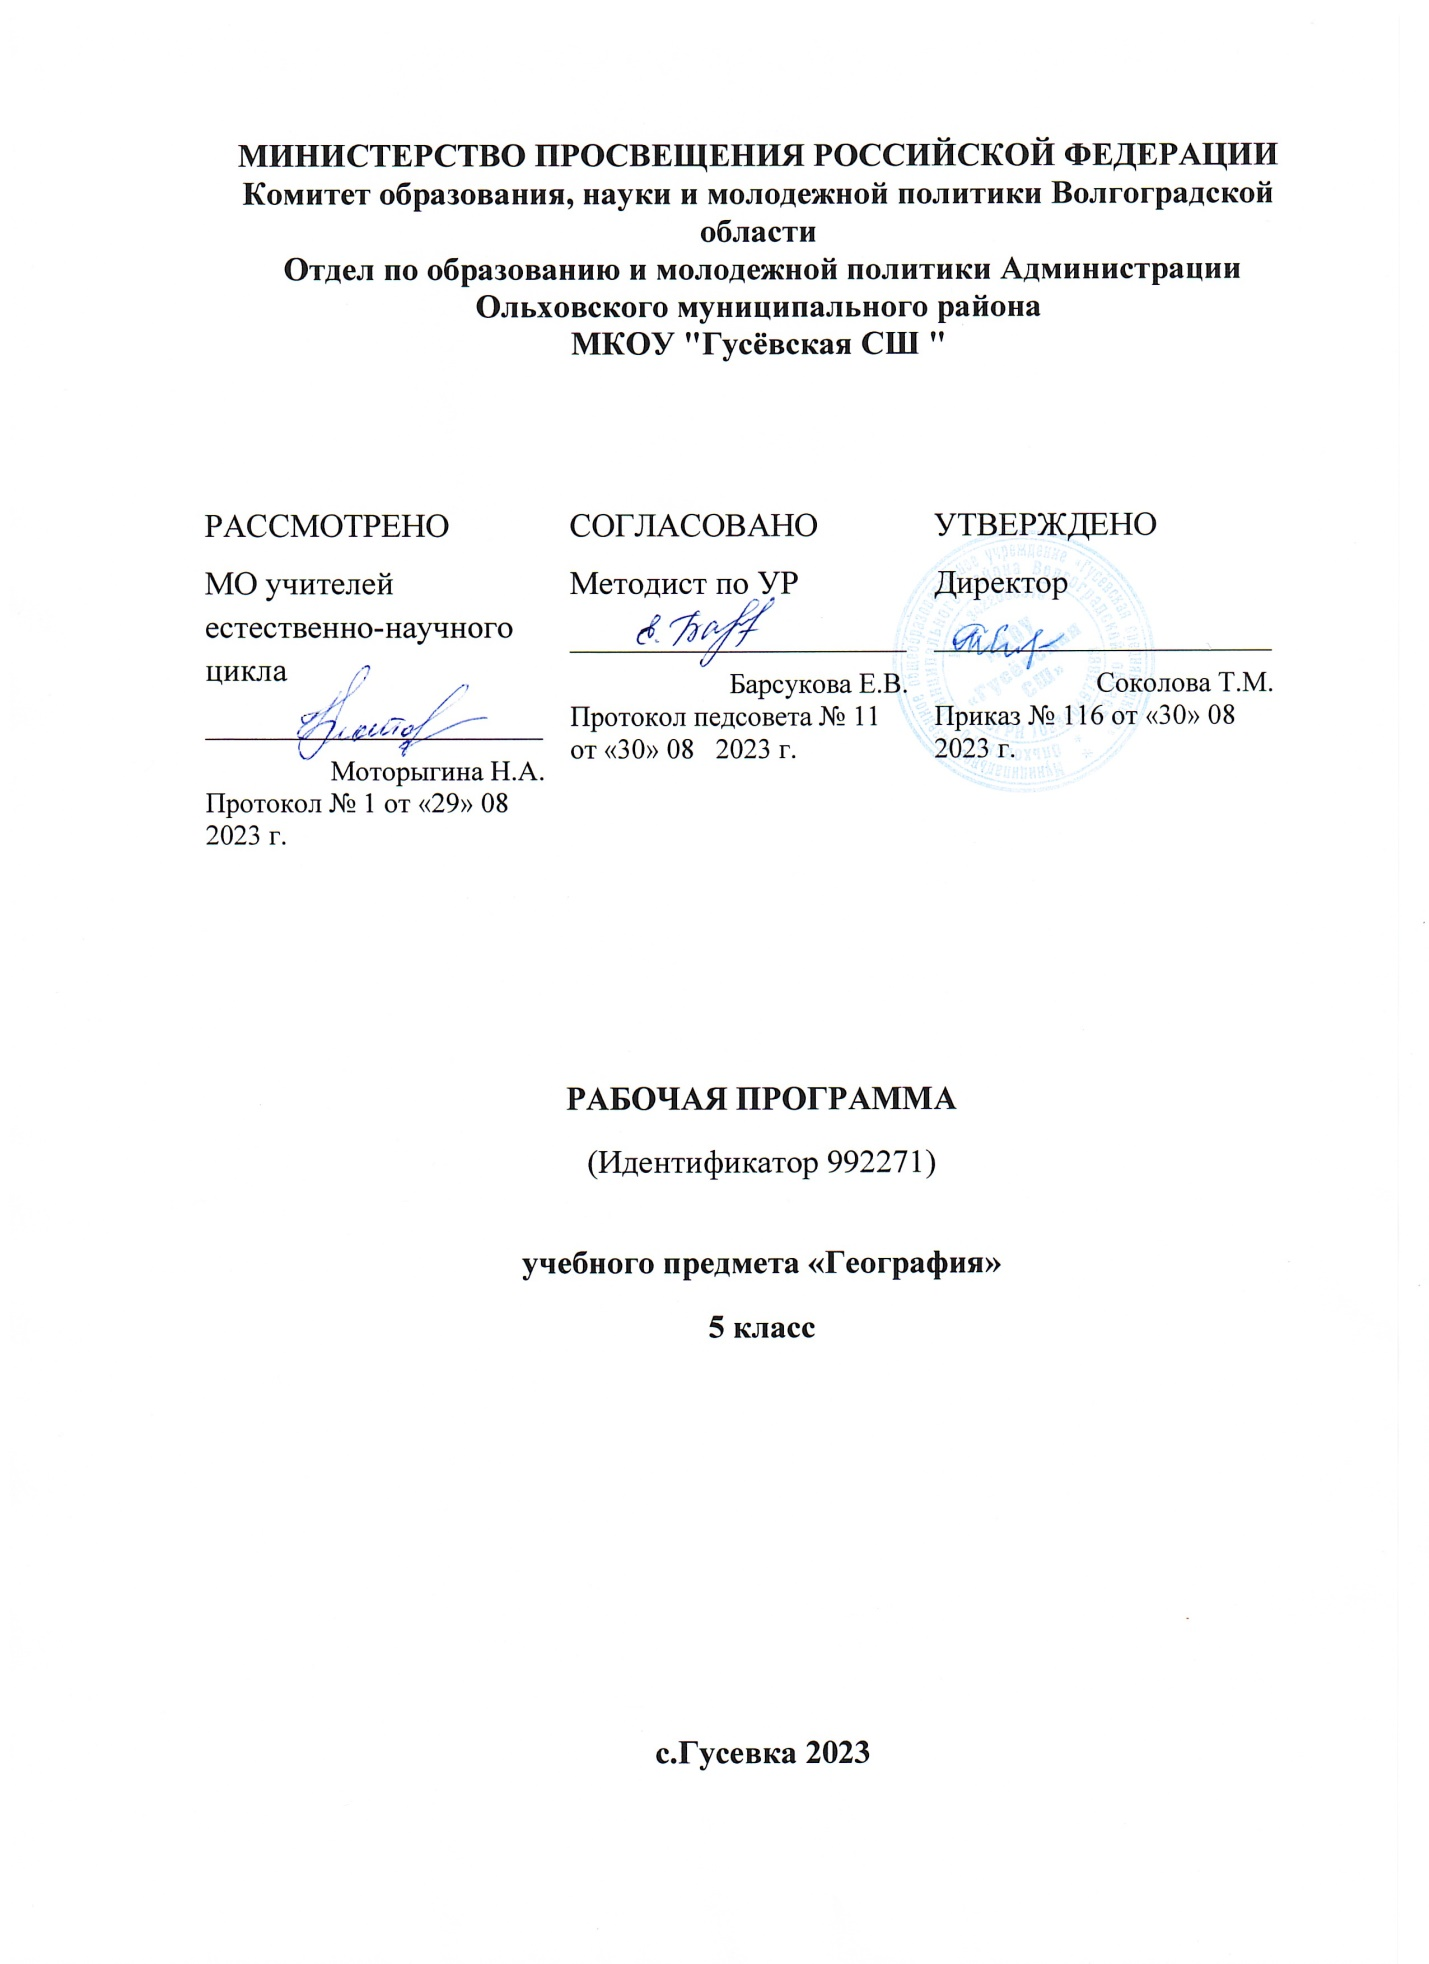 МИНИСТЕРСТВО ПРОСВЕЩЕНИЯ РОССИЙСКОЙ ФЕДЕРАЦИИ
Комитет образования, науки и молодежной политики Волгоградской
области
Отдел по образованию и молодежной политики Администрации
Ольховского муниципального района
МКОУ "Гусёвская СШ "
РАССМОТРЕНО
МО учителей
естественно-научного
цикла
Моторыгина Н.А.
Протокол № 1 от «29» 08
2023 г.
СОГЛАСОВАНО
Методист по УР
Барсукова Е.В.
Протокол педсовета № 11
от «30» 08 2023 г.
УТВЕРЖДЕНО
Директор
Соколова Т.М.
Приказ № 116 от «30» 08
2023 г.
РАБОЧАЯ ПРОГРАММА
(Идентификатор 992271)
учебного предмета «География»
5 класс
с.Гусевка 2023